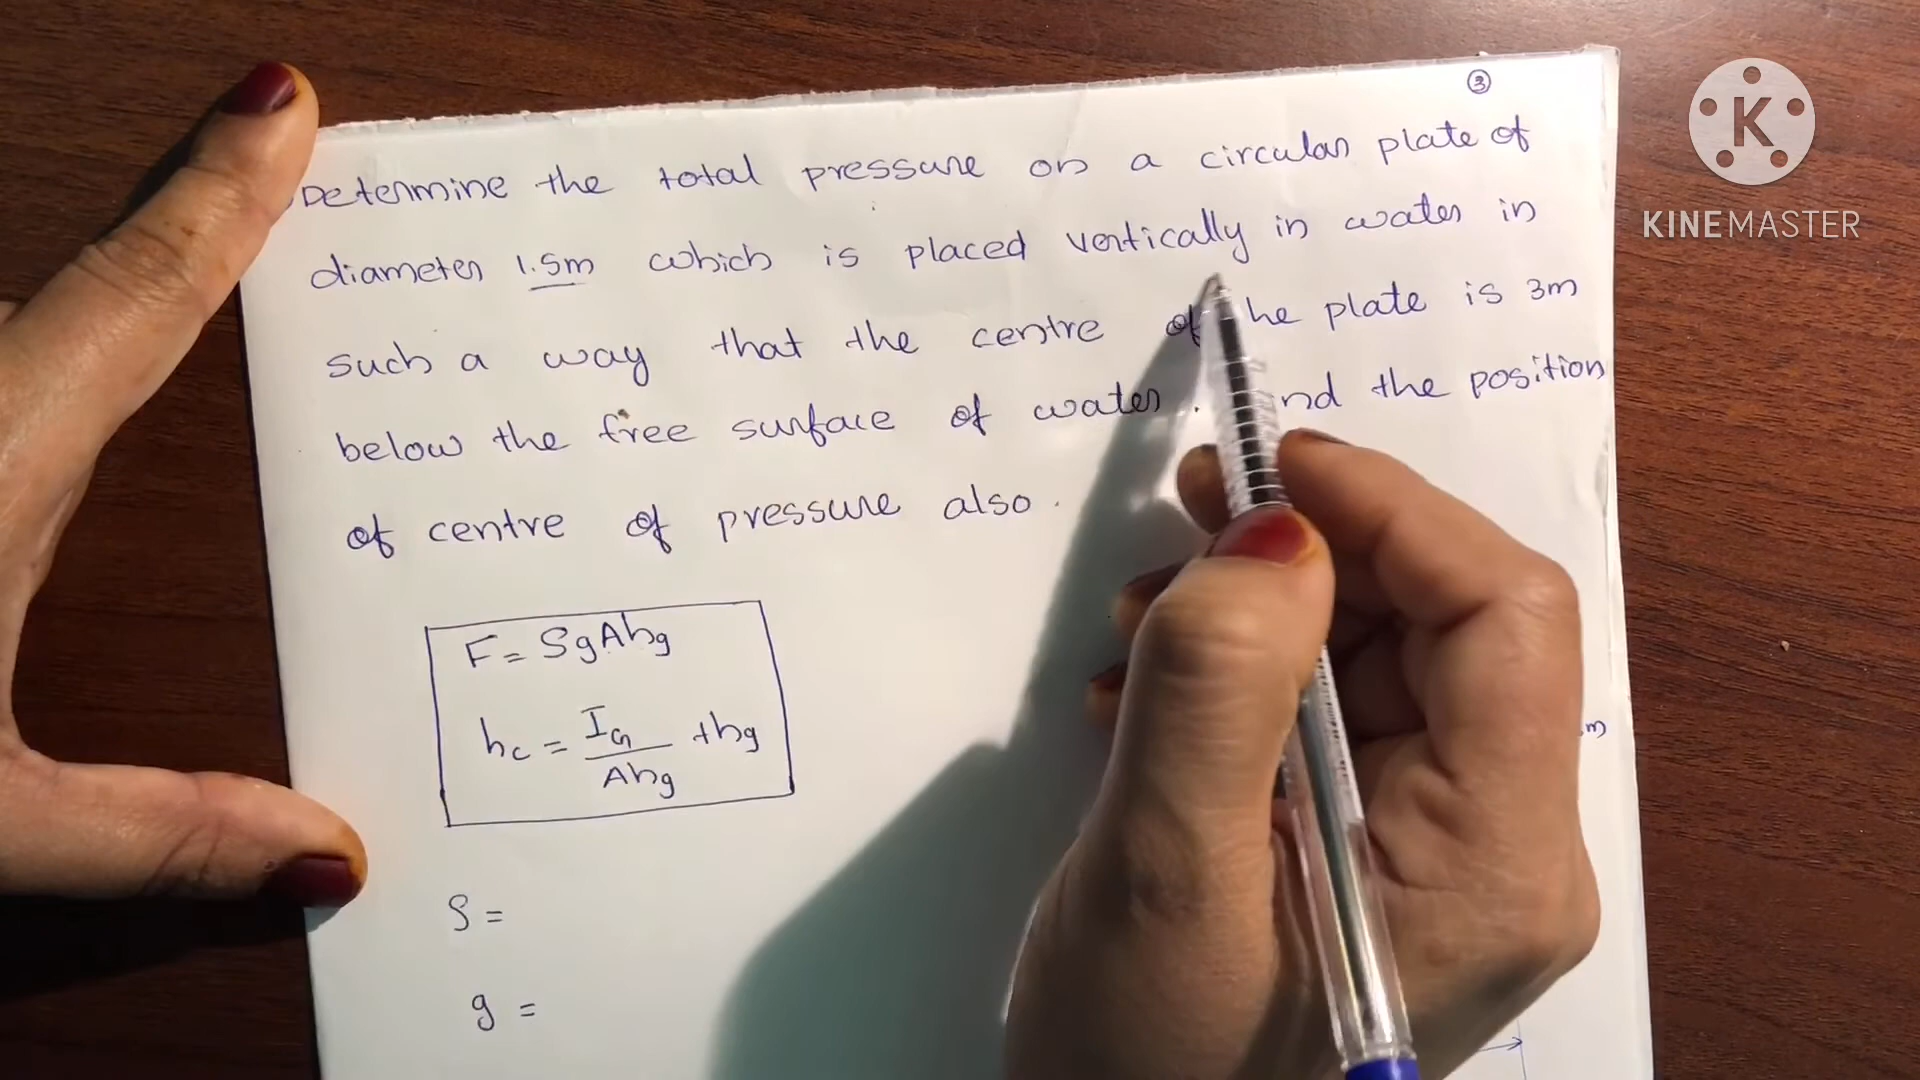 ③
Determine the total pressure on a circular plate of
diameter 1.5m which is placed vertically in water in
such a way that the centre of the plate is 3m
below the free surface of water. nd the position
of centre of pressure also.
F = SgAhg
hc = IG / Ahg + hg
S =
g =
m
K
KINEMASTER